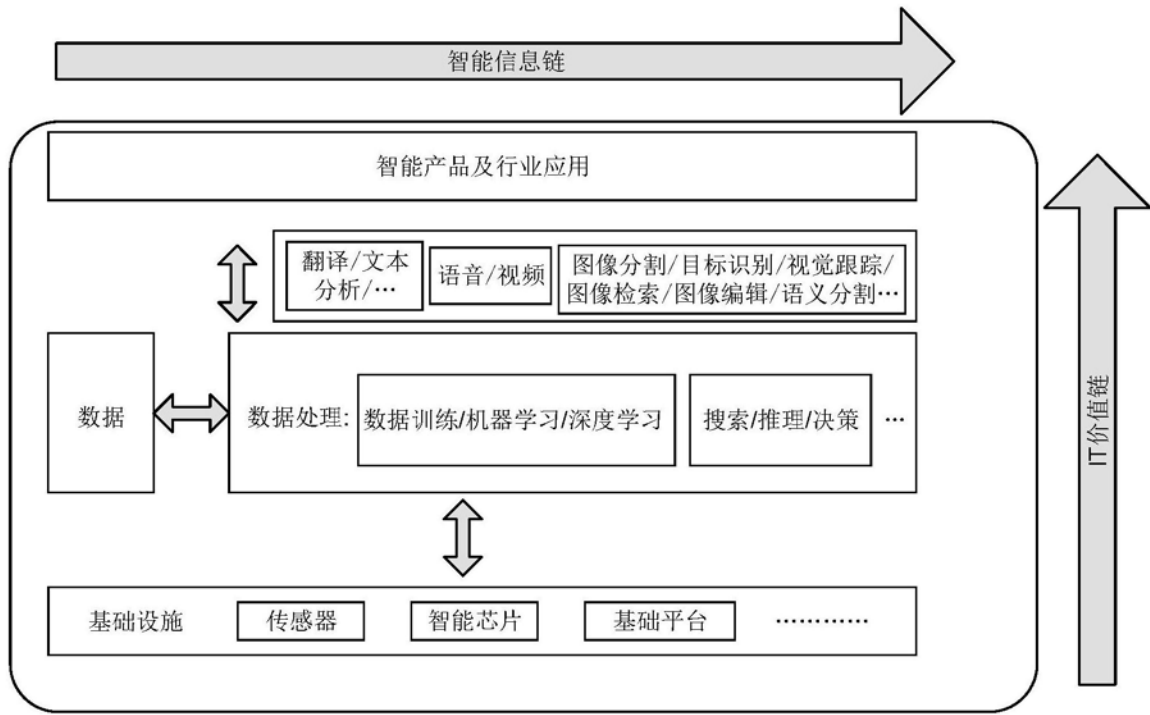 智能信息链
智能产品及行业应用
翻译/文本
分析/…
语音/视频
图像分割/目标识别/视觉跟踪/
图像检索/图像编辑/语义分割…
数据
数据处理:
数据训练/机器学习/深度学习
搜索/推理/决策
…
基础设施
传感器
智能芯片
基础平台
…………
IT价值链